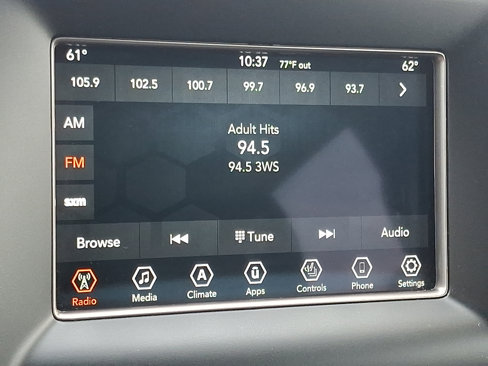 61° 10:37 77°F out 62°
105.9 102.5 100.7 99.7 96.9 93.7
AM
Adult Hits
94.5
FM
94.5 3WS
sxm
Browse Tune Audio
Radio Media Climate Apps Controls Phone Settings